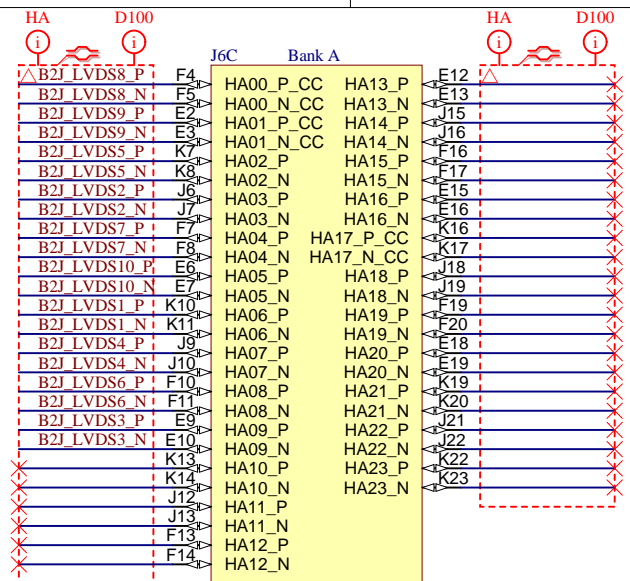 HA D100 HA D100
i i i i
J6C Bank A
B2J_LVDS8_P F4 HA00_P_CC HA13_P E12
B2J_LVDS8_N F5 HA00_N_CC HA13_N E13
B2J_LVDS9_P E2 HA01_P_CC HA14_P J15
B2J_LVDS9_N E3 HA01_N_CC HA14_N J16
B2J_LVDS5_P K7 HA02_P HA15_P F16
B2J_LVDS5_N K8 HA02_N HA15_N F17
B2J_LVDS2_P J6 HA03_P HA16_P E15
B2J_LVDS2_N J7 HA03_N HA16_N E16
B2J_LVDS7_P F7 HA04_P HA17_P_CC K16
B2J_LVDS7_N F8 HA04_N HA17_N_CC K17
B2J_LVDS10_P E6 HA05_P HA18_P J18
B2J_LVDS10_N E7 HA05_N HA18_N J19
B2J_LVDS1_P K10 HA06_P HA19_P F19
B2J_LVDS1_N K11 HA06_N HA19_N F20
B2J_LVDS4_P J9 HA07_P HA20_P E18
B2J_LVDS4_N J10 HA07_N HA20_N E19
B2J_LVDS6_P F10 HA08_P HA21_P K19
B2J_LVDS6_N F11 HA08_N HA21_N K20
B2J_LVDS3_P E9 HA09_P HA22_P J21
B2J_LVDS3_N E10 HA09_N HA22_N J22
K13 HA10_P HA23_P K22
K14 HA10_N HA23_N K23
J12 HA11_P
J13 HA11_N
F13 HA12_P
F14 HA12_N